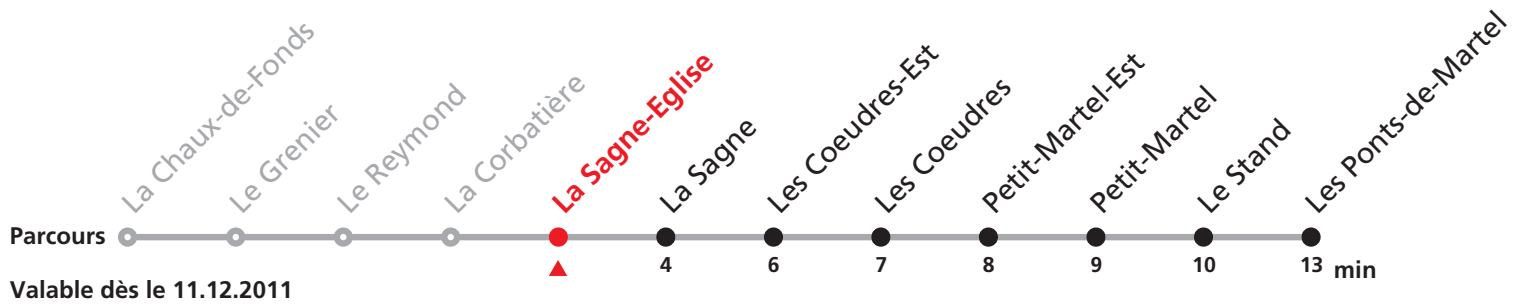 La Chaux-de-Fonds
Le Grenier
Le Reymond
La Corbatière
La Sagne-Eglise
La Sagne
Les Coeudres-Est
Les Coeudres
Petit-Martel-Est
Petit-Martel
Le Stand
Les Ponts-de-Martel
Parcours
4 6 7 8 9 10 13 min
Valable dès le 11.12.2011